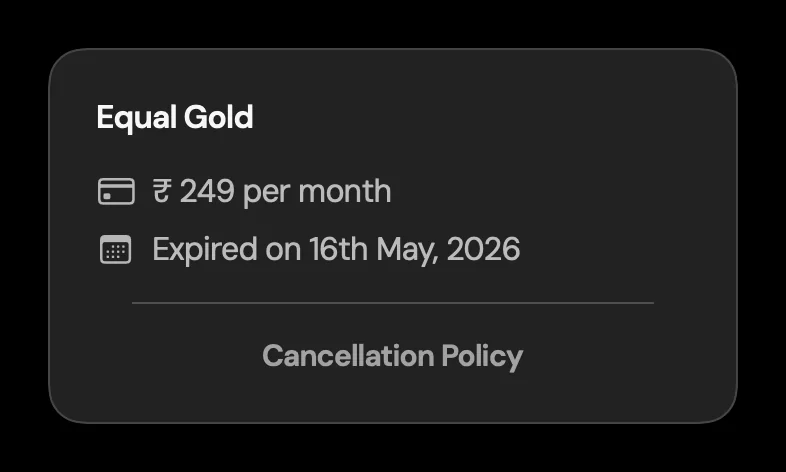 Equal Gold
₹ 249 per month
Expired on 16th May, 2026
Cancellation Policy